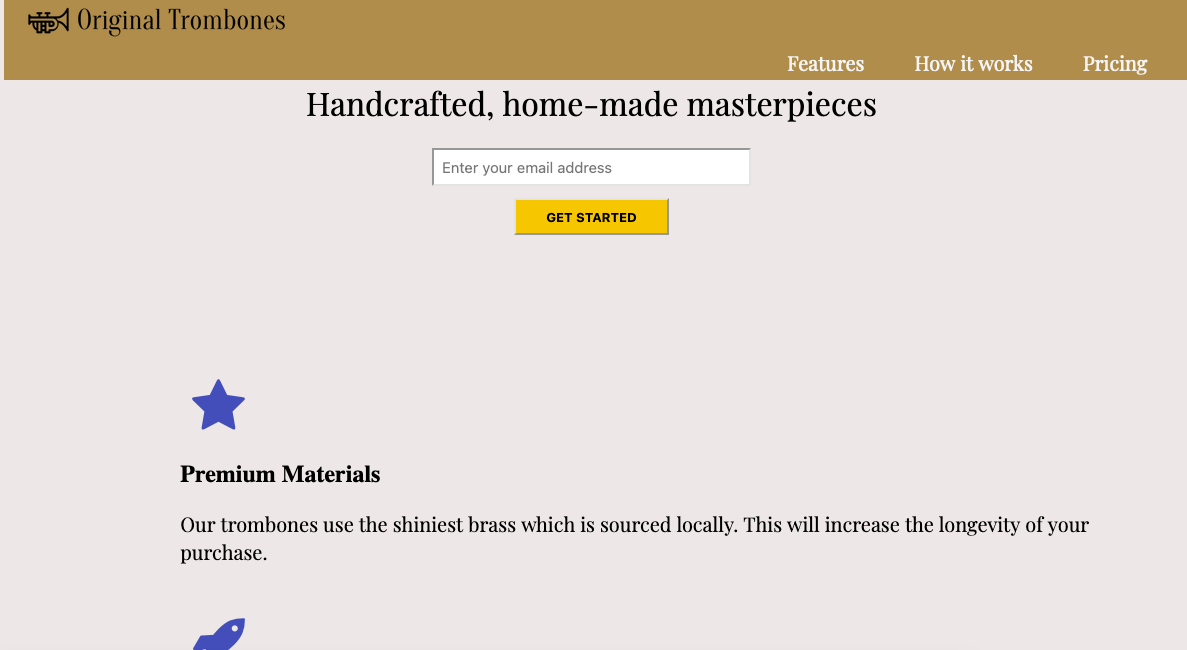 Original Trombones
Features How it works Pricing
Handcrafted, home-made masterpieces
Enter your email address
GET STARTED
Premium Materials
Our trombones use the shiniest brass which is sourced locally. This will increase the longevity of your
purchase.